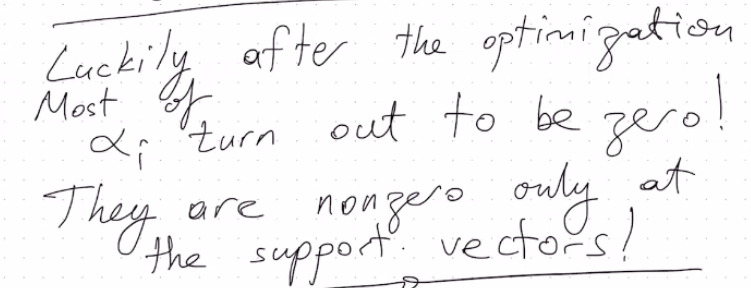 Luckily after the optimization
Most of
αᵢ turn out to be zero!
They are nonzero only at
the support vectors!